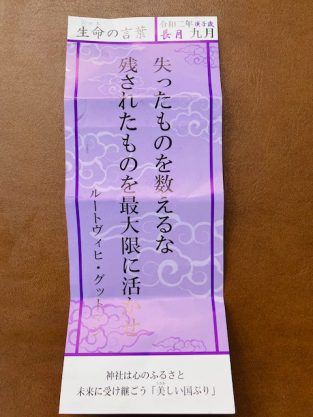 生命の言葉
令和二年 庚子歳
長月 九月
失ったものを数えるな
残されたものを最大限に活かせ
ルートヴィヒ・グットマン
神社は心のふるさと
未来に受け継ごう「美しい国ぶり」